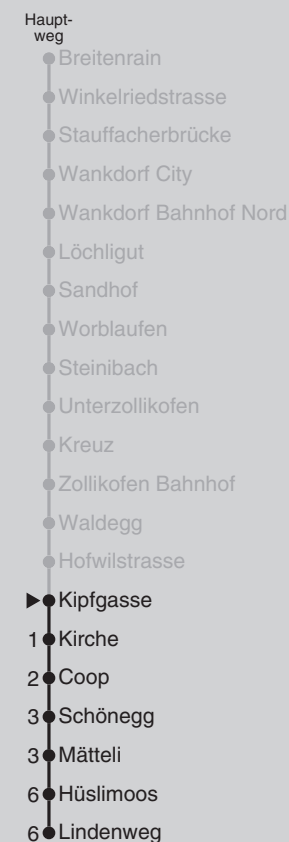 Haupt-
weg
Breitenrain
Winkelriedstrasse
Stauffacherbrücke
Wankdorf City
Wankdorf Bahnhof Nord
Löchligut
Sandhof
Worblaufen
Steinibach
Unterzollikofen
Kreuz
Zollikofen Bahnhof
Waldegg
Hofwilstrasse
Kipfgasse
1 Kirche
2 Coop
3 Schönegg
3 Mätteli
6 Hüslimoos
6 Lindenweg